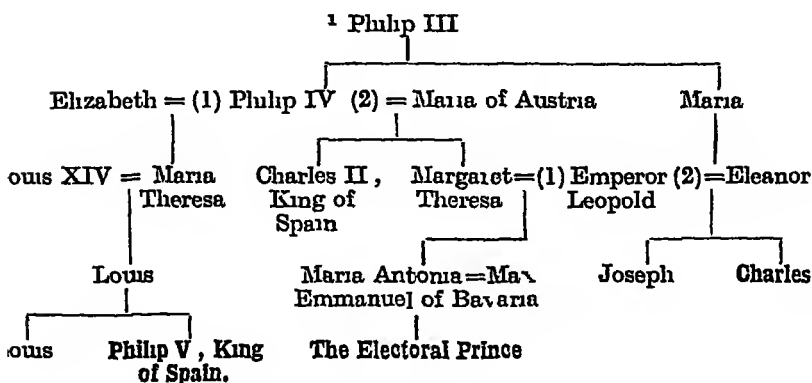 ¹ Philip III
Elizabeth = (1) Philip IV (2) = Maria of Austria Maria
ouis XIV = Maria Charles II, Margaret=(1) Emperor (2)=Eleanor
Theresa King of Theresa Leopold
Spain
Louis Maria Antonia=Max Joseph Charles
Emmanuel of Bavaria
ouis Philip V, King The Electoral Prince
of Spain.